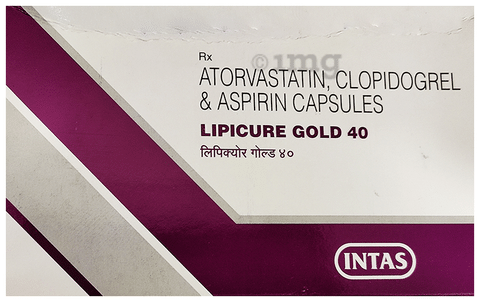 Rx
1mg
ATORVASTATIN, CLOPIDOGREL
& ASPIRIN CAPSULES
LIPICURE GOLD 40
लिपिक्योर गोल्ड ४०
INTAS